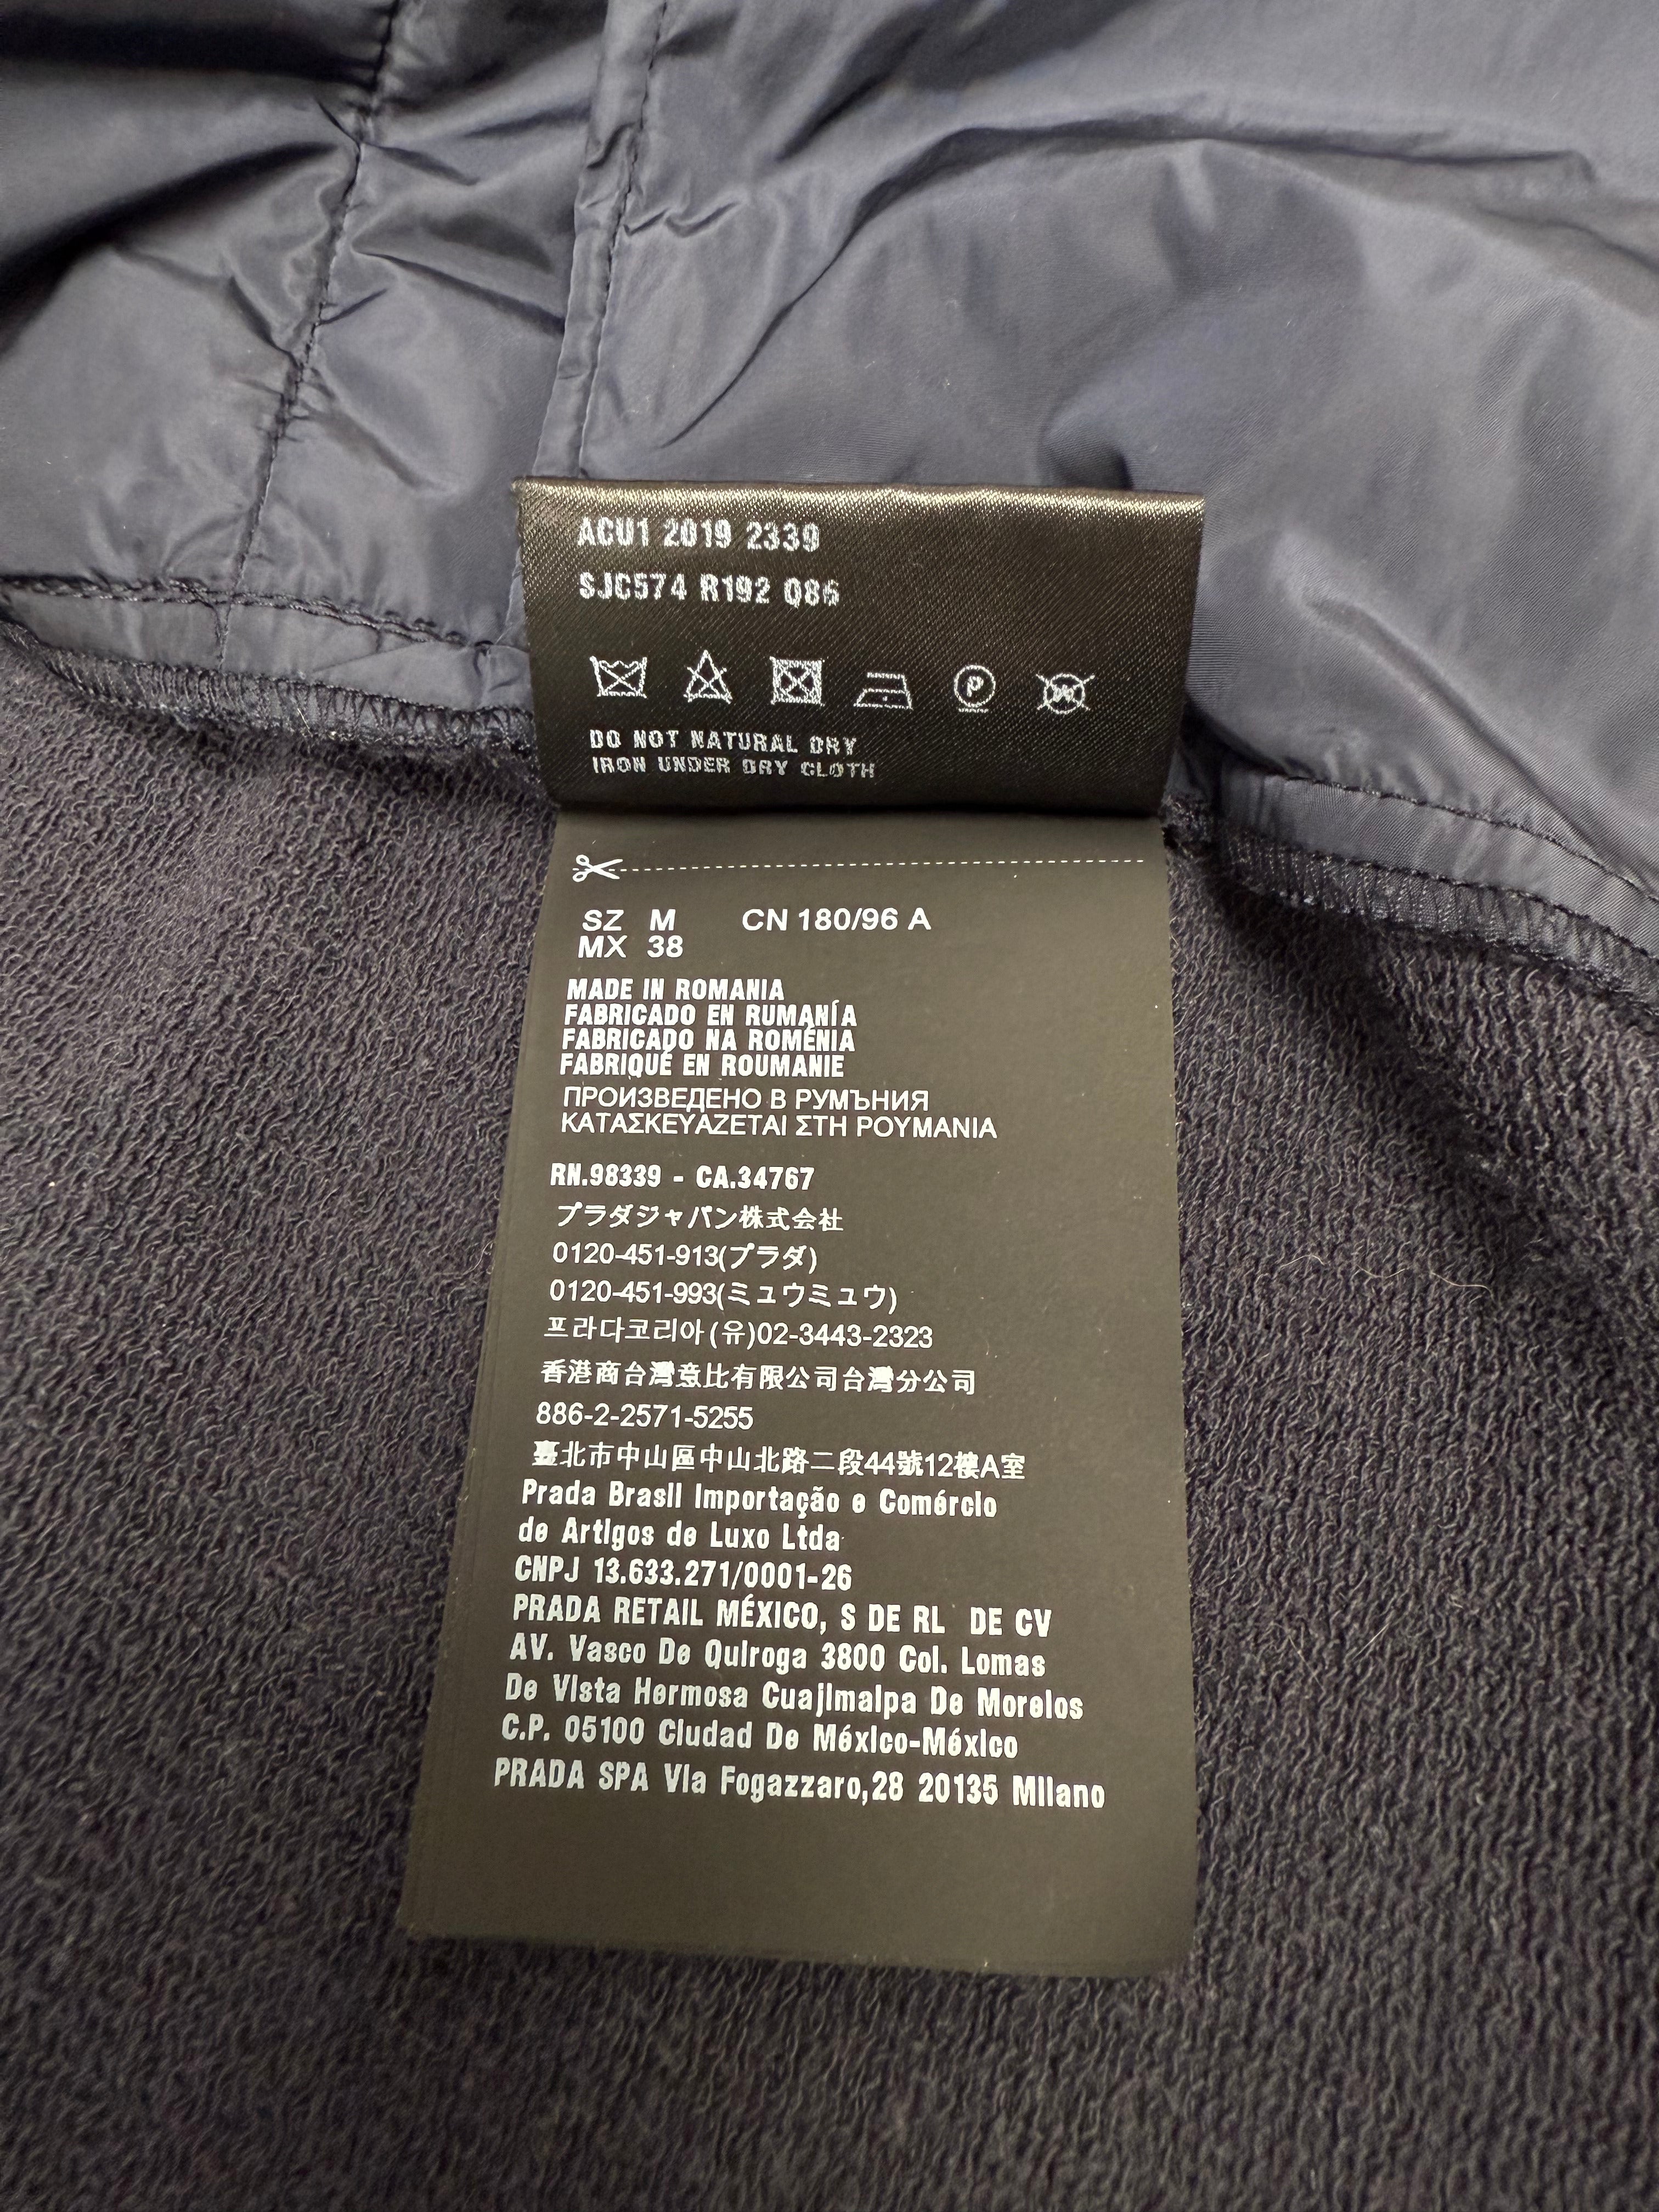 ACU1 2019 2339
SJC574 R192 Q86
P
W
DO NOT NATURAL DRY
IRON UNDER DRY CLOTH
SZ M CN 180/96 A
MX 38
MADE IN ROMANIA
FABRICADO EN RUMANÍA
FABRICADO NA ROMÉNIA
FABRIQUÉ EN ROUMANIE
ПРОИЗВЕДЕНО В РУМЪНИЯ
ΚΑΤΑΣΚΕΥΑΖΕΤΑΙ ΣΤΗ ΡΟΥΜΑΝΙΑ
RN.98339 - CA.34767
プラダジャパン株式会社
0120-451-913(プラダ)
0120-451-993(ミュウミュウ)
프라다코리아(유)02-3443-2323
香港商台灣意比有限公司台灣分公司
886-2-2571-5255
臺北市中山區中山北路二段44號12樓A室
Prada Brasil Importação e Comércio
de Artigos de Luxo Ltda
CNPJ 13.633.271/0001-26
PRADA RETAIL MÉXICO, S DE RL DE CV
AV. Vasco De Quiroga 3800 Col. Lomas
De Vista Hermosa Cuajimalpa De Morelos
C.P. 05100 Ciudad De México-México
PRADA SPA Via Fogazzaro,28 20135 Milano